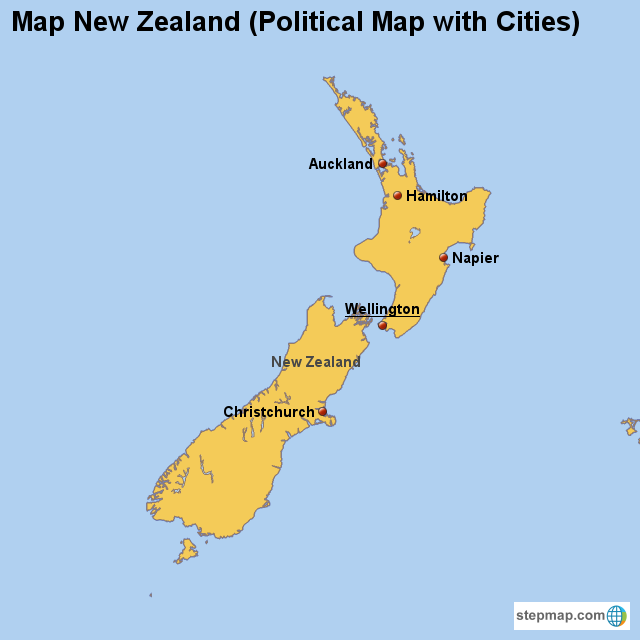 Map New Zealand (Political Map with Cities)
Auckland
Hamilton
Napier
Wellington
New Zealand
Christchurch
stepmap.com